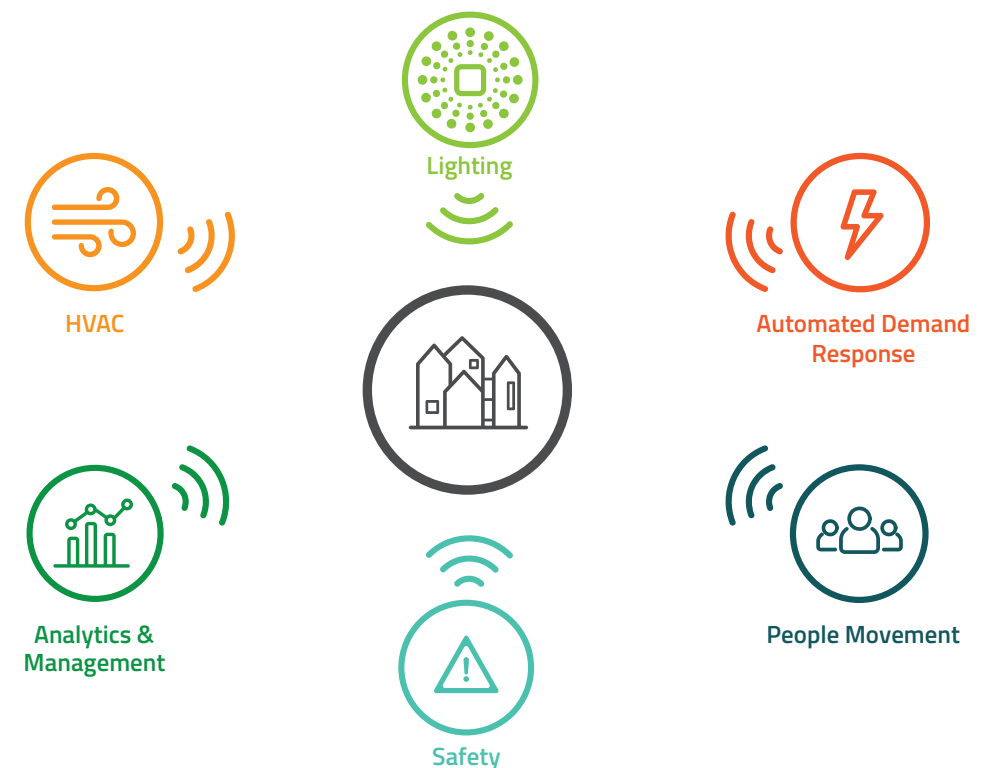 Lighting
HVAC
Automated Demand
Response
Analytics &
Management
People Movement
Safety